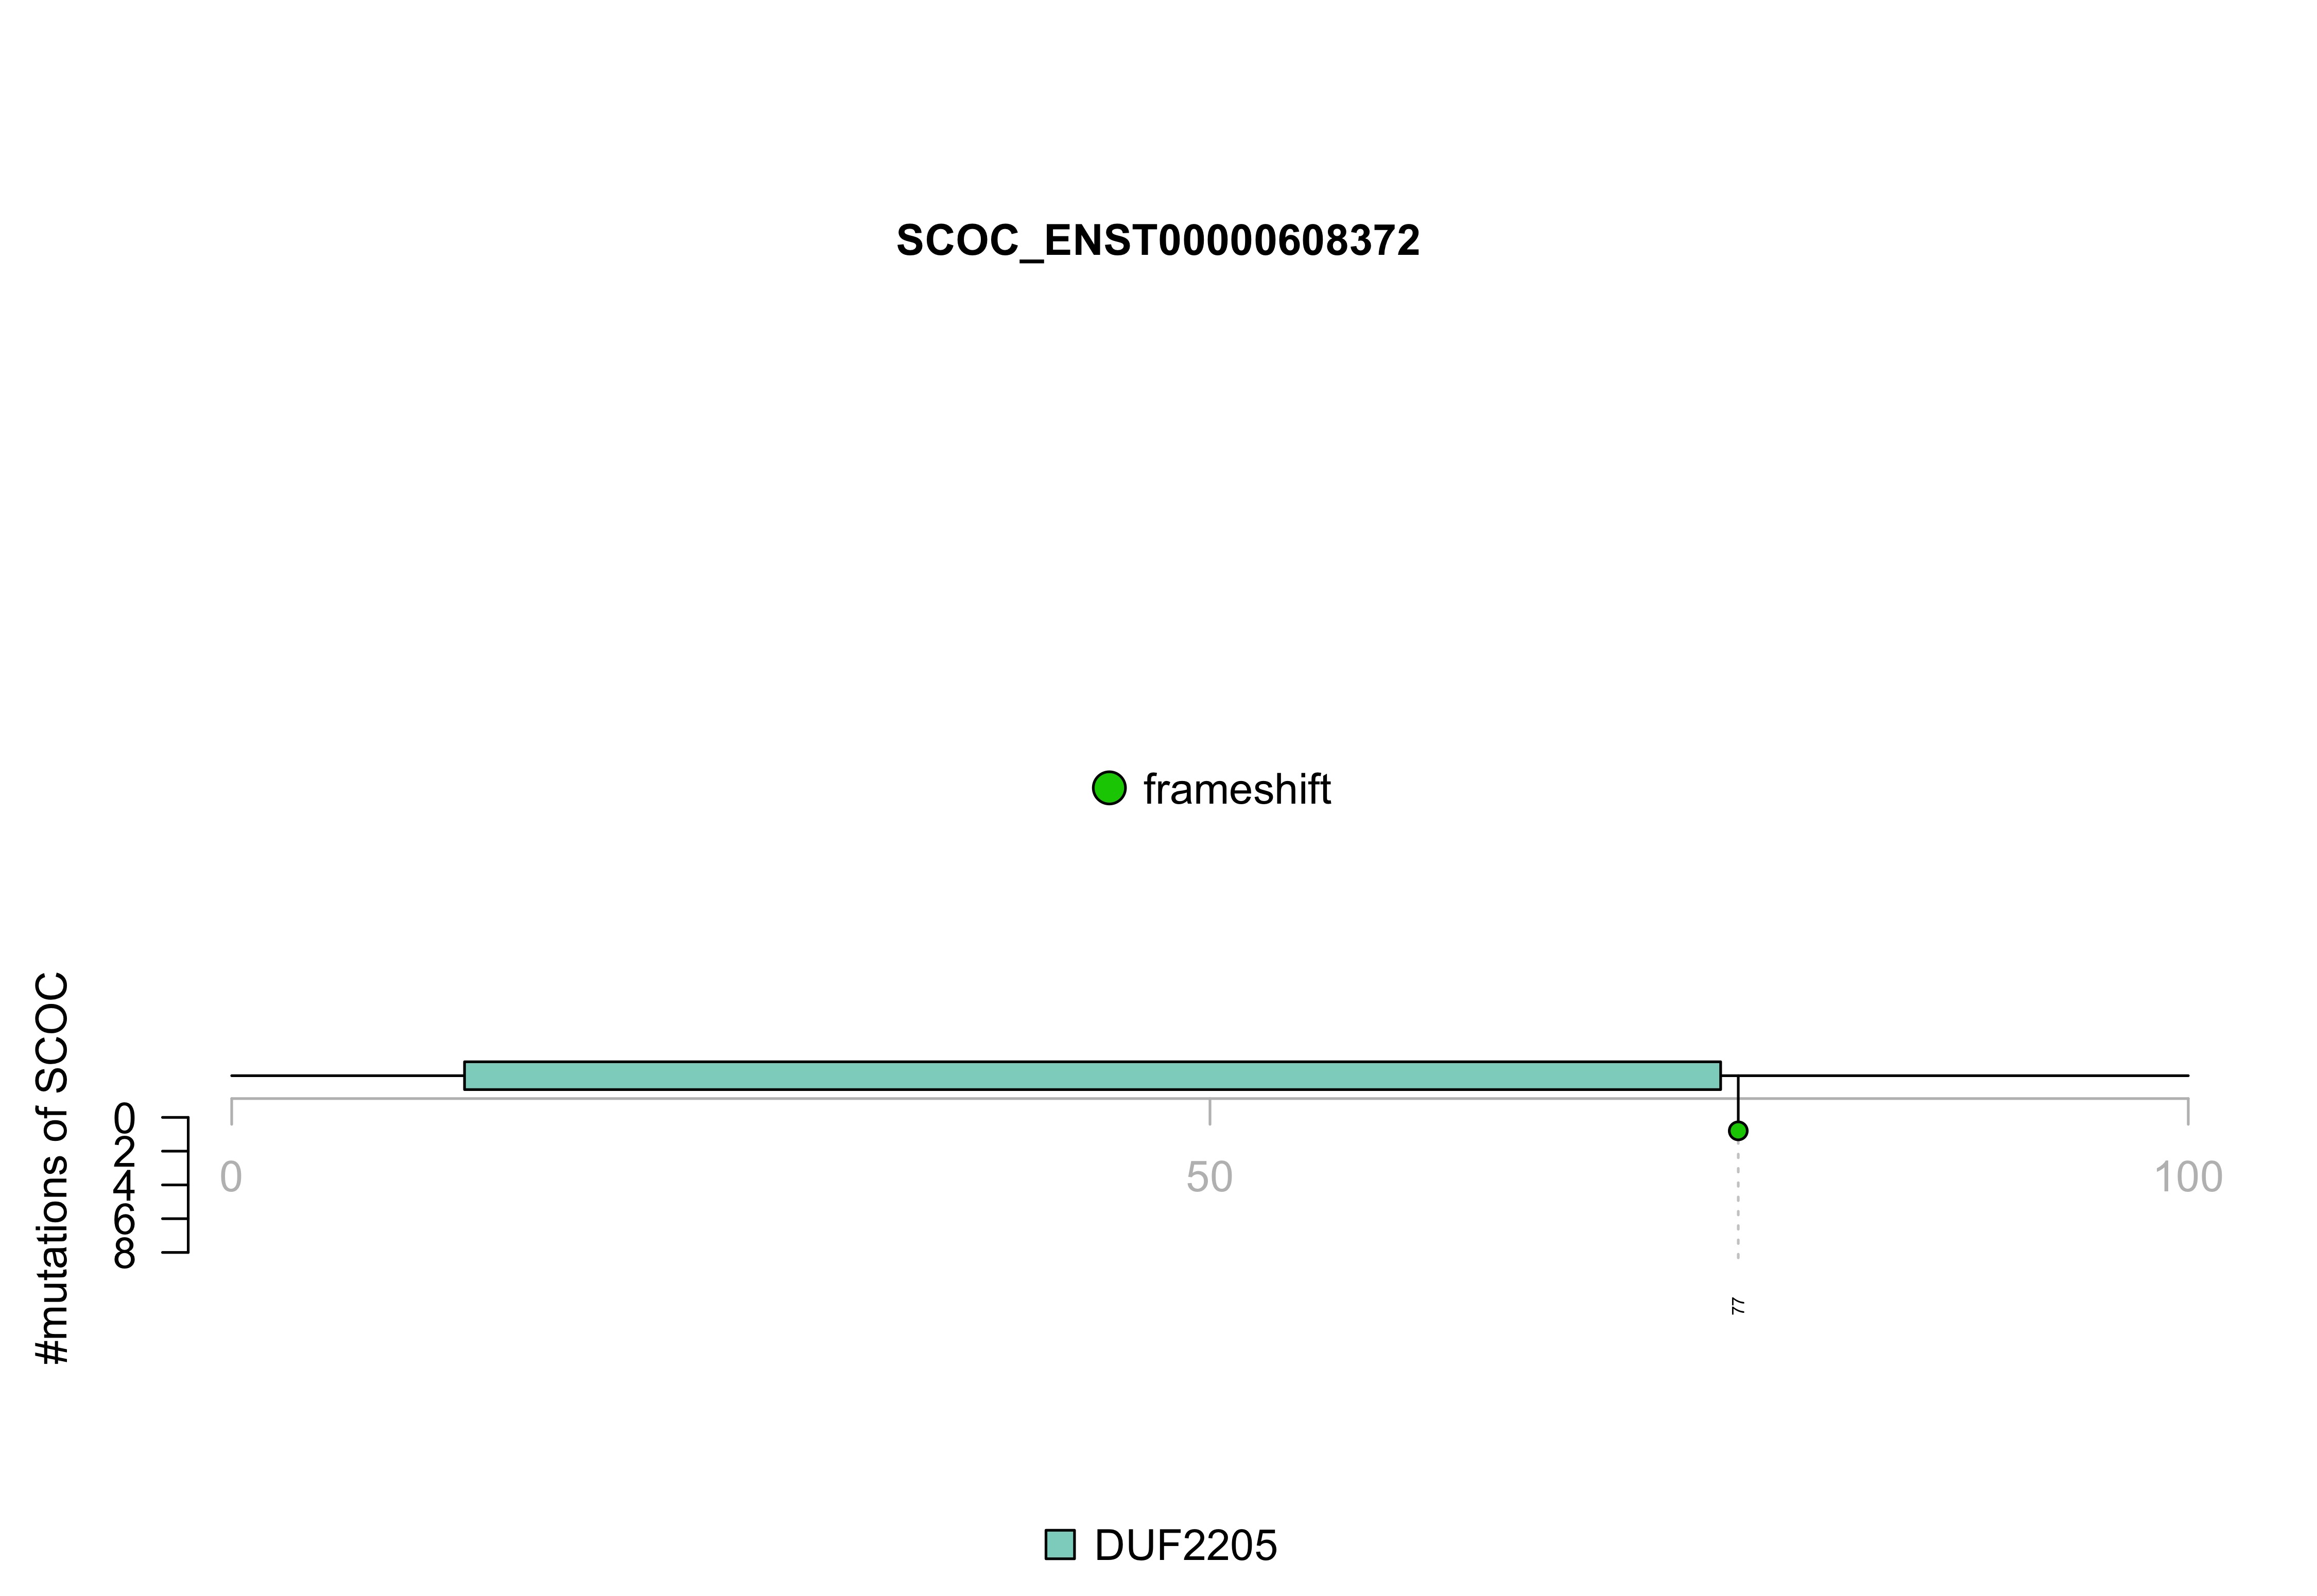 SCOC_ENST00000608372
frameshift
#mutations of SCOC
0
2
4
6
8
0
50
100
77
DUF2205